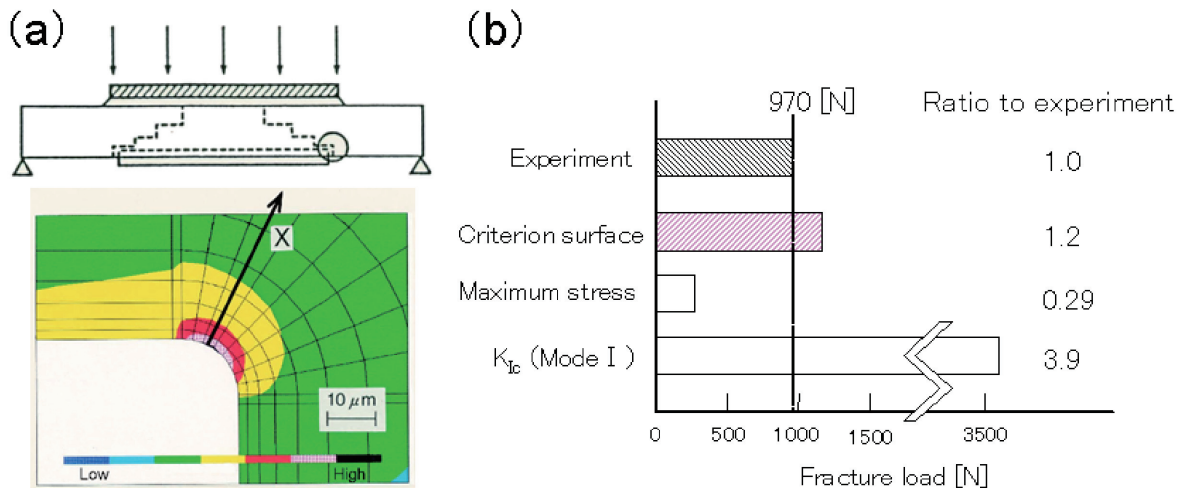 (a)
X
10 μm
Low
High
(b)
970 [N]
Ratio to experiment
Experiment
1.0
Criterion surface
1.2
Maximum stress
0.29
K_Ic (Mode I)
3.9
0
500
1000
1500
3500
Fracture load [N]